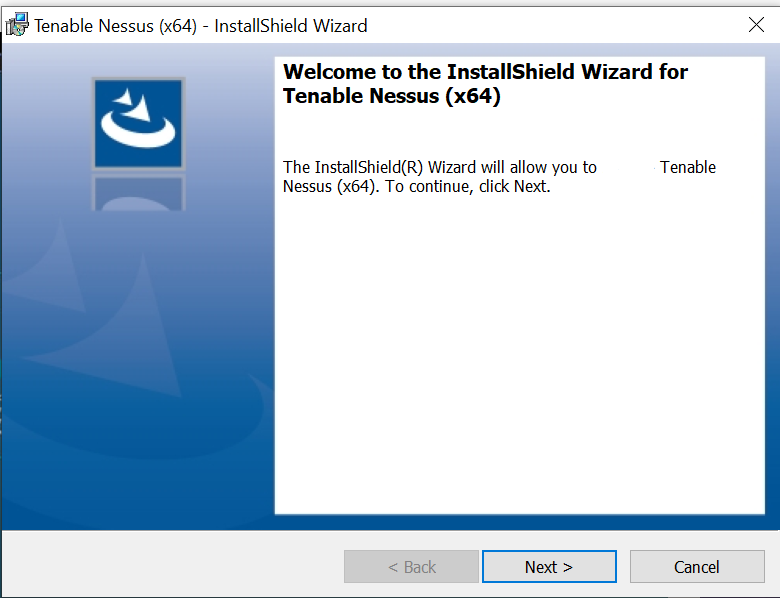 Tenable Nessus (x64) - InstallShield Wizard
Welcome to the InstallShield Wizard for
Tenable Nessus (x64)
The InstallShield(R) Wizard will allow you to Tenable
Nessus (x64). To continue, click Next.
< Back Next > Cancel